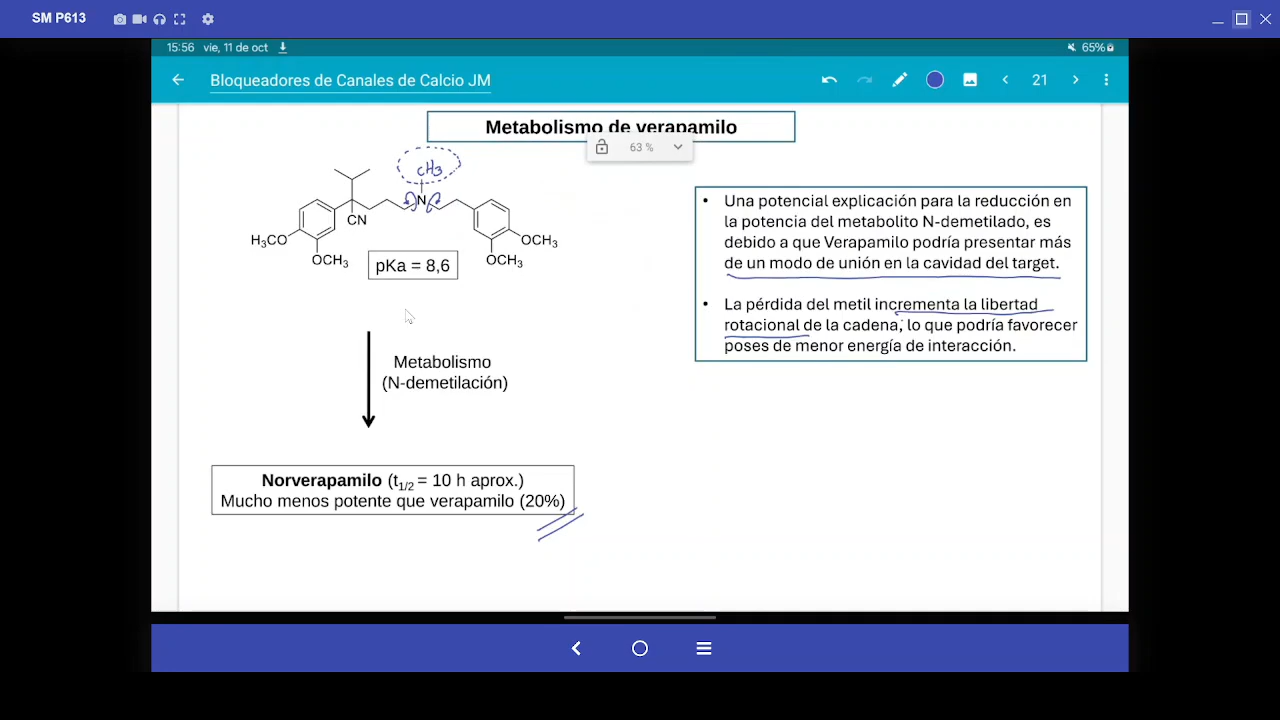 SM P613
15:56 vie, 11 de oct
65%
Bloqueadores de Canales de Calcio JM
21
Metabolismo de verapamilo
63 %
CH3
N
CN
H3CO
OCH3
OCH3
OCH3
pKa = 8,6
Metabolismo
(N-demetilación)
Norverapamilo (t1/2 = 10 h aprox.)
Mucho menos potente que verapamilo (20%)
• Una potencial explicación para la reducción en
la potencia del metabolito N-demetilado, es
debido a que Verapamilo podría presentar más
de un modo de unión en la cavidad del target.
• La pérdida del metil incrementa la libertad
rotacional de la cadena, lo que podría favorecer
poses de menor energía de interacción.